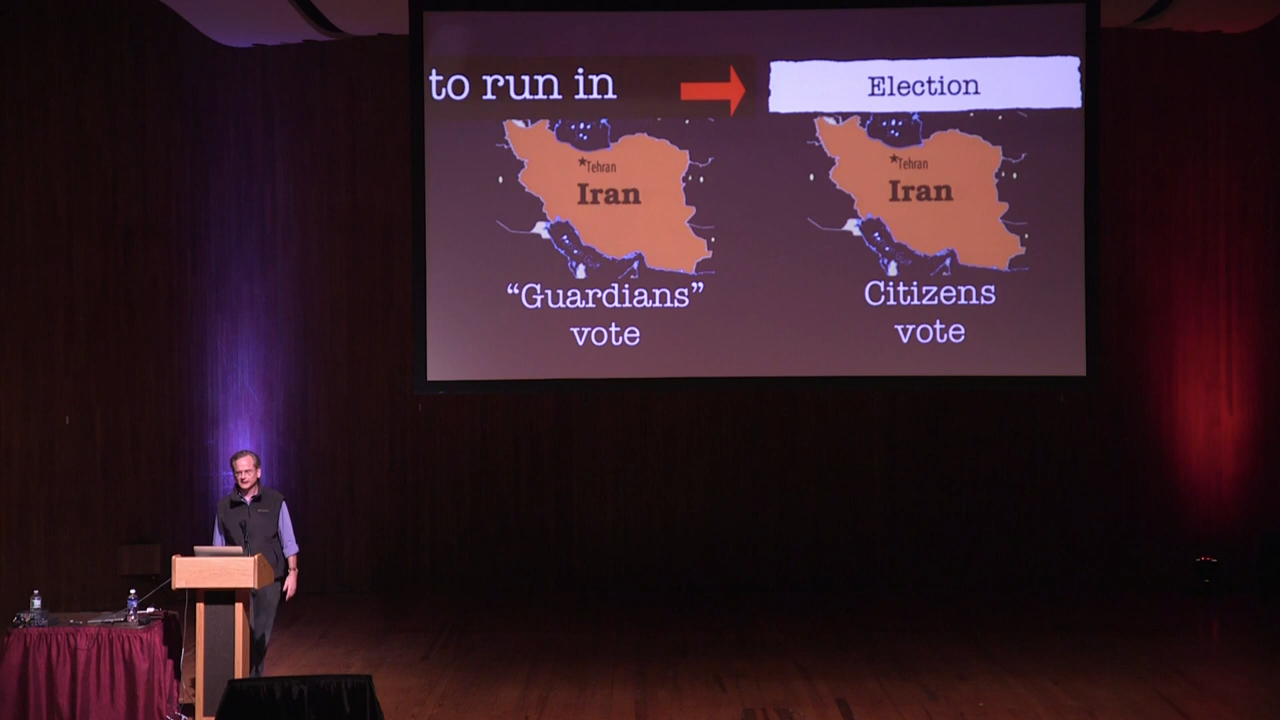 to run in
Election
Tehran
Iran
Tehran
Iran
“Guardians”
vote
Citizens
vote